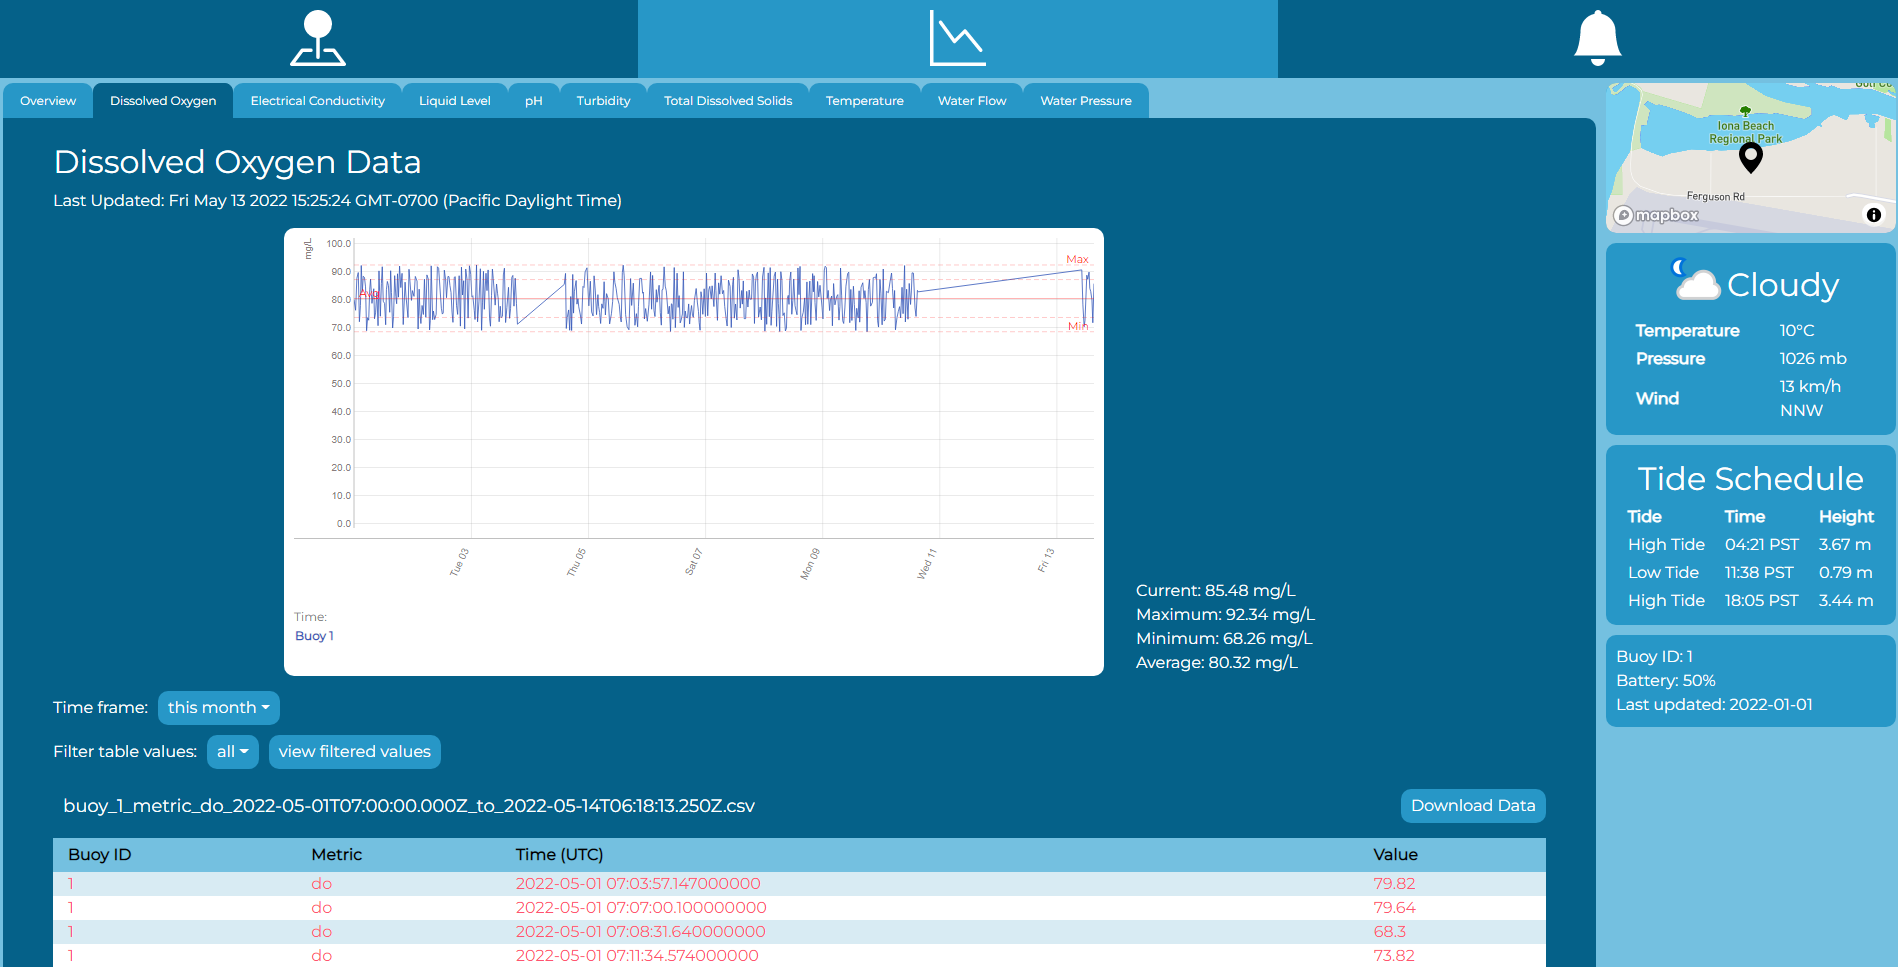 Overview Dissolved Oxygen Electrical Conductivity Liquid Level pH Turbidity Total Dissolved Solids Temperature Water Flow Water Pressure
Dissolved Oxygen Data
Last Updated: Fri May 13 2022 15:25:24 GMT-0700 (Pacific Daylight Time)
mg/L
100.0
90.0
80.0
70.0
60.0
50.0
40.0
30.0
20.0
10.0
0.0
Max
Avg
Min
Tue 03 Thu 05 Sat 07 Mon 09 Wed 11 Fri 13
Time:
Buoy 1
Current: 85.48 mg/L
Maximum: 92.34 mg/L
Minimum: 68.26 mg/L
Average: 80.32 mg/L
Time frame: this month
Filter table values: all view filtered values
buoy_1_metric_do_2022-05-01T07:00:00.000Z_to_2022-05-14T06:18:13.250Z.csv Download Data
Buoy ID Metric Time (UTC) Value
1 do 2022-05-01 07:03:57.147000000 79.82
1 do 2022-05-01 07:07:00.100000000 79.64
1 do 2022-05-01 07:08:31.640000000 68.3
1 do 2022-05-01 07:11:34.574000000 73.82
Iona Beach
Regional Park
Ferguson Rd
mapbox
Cloudy
Temperature 10°C
Pressure 1026 mb
Wind 13 km/h
NNW
Tide Schedule
Tide Time Height
High Tide 04:21 PST 3.67 m
Low Tide 11:38 PST 0.79 m
High Tide 18:05 PST 3.44 m
Buoy ID: 1
Battery: 50%
Last updated: 2022-01-01